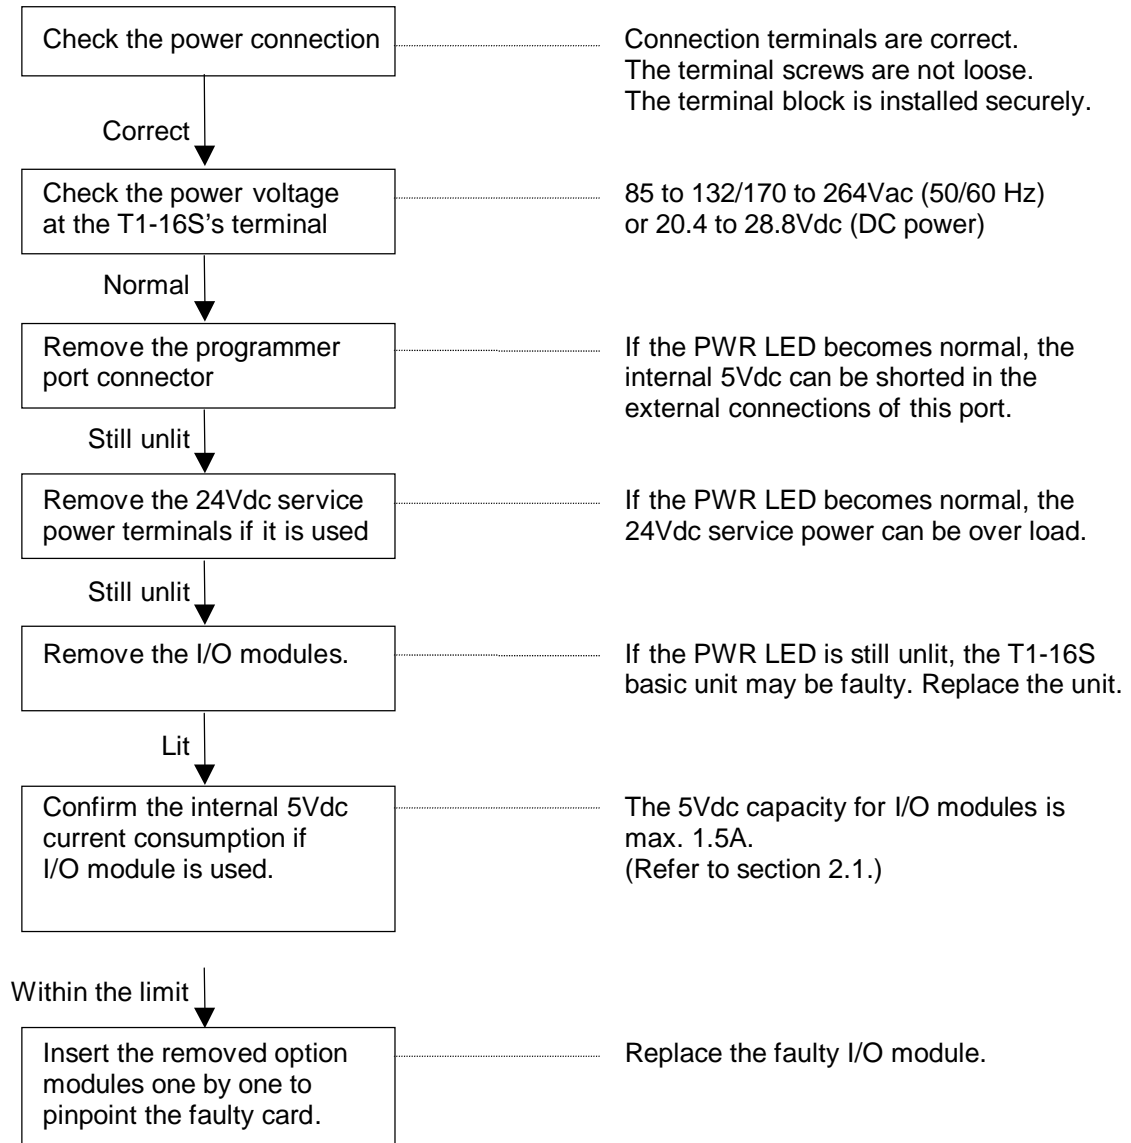 Check the power connection
Connection terminals are correct.
The terminal screws are not loose.
The terminal block is installed securely.
Correct
Check the power voltage
at the T1-16S’s terminal
85 to 132/170 to 264Vac (50/60 Hz)
or 20.4 to 28.8Vdc (DC power)
Normal
Remove the programmer
port connector
If the PWR LED becomes normal, the
internal 5Vdc can be shorted in the
external connections of this port.
Still unlit
Remove the 24Vdc service
power terminals if it is used
If the PWR LED becomes normal, the
24Vdc service power can be over load.
Still unlit
Remove the I/O modules.
If the PWR LED is still unlit, the T1-16S
basic unit may be faulty. Replace the unit.
Lit
Confirm the internal 5Vdc
current consumption if
I/O module is used.
The 5Vdc capacity for I/O modules is
max. 1.5A.
(Refer to section 2.1.)
Within the limit
Insert the removed option
modules one by one to
pinpoint the faulty card.
Replace the faulty I/O module.